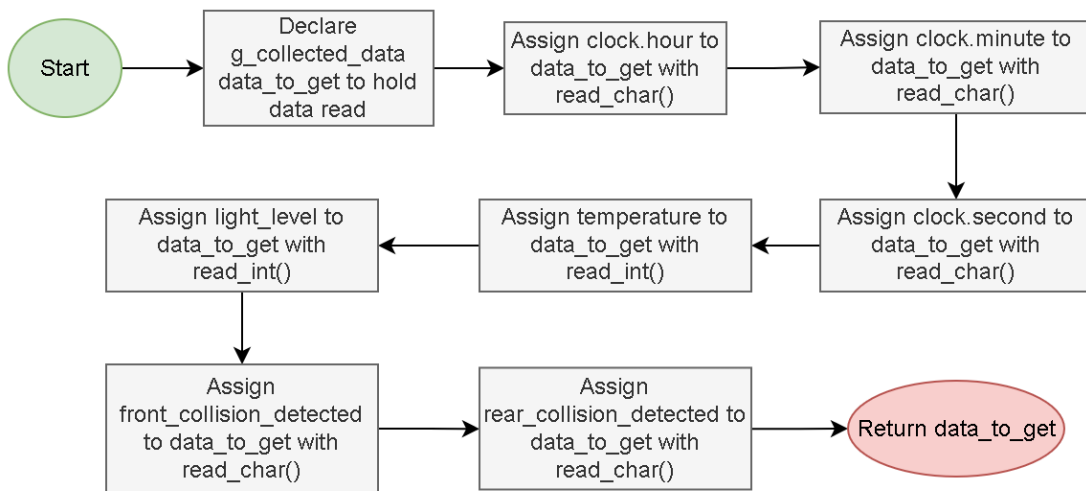 Start
Declare
g_collected_data
data_to_get to hold
data read
Assign clock.hour to
data_to_get with
read_char()
Assign clock.minute to
data_to_get with
read_char()
Assign clock.second to
data_to_get with
read_char()
Assign temperature to
data_to_get with
read_int()
Assign light_level to
data_to_get with
read_int()
Assign
front_collision_detected
to data_to_get with
read_char()
Assign
rear_collision_detected to
data_to_get with
read_char()
Return data_to_get